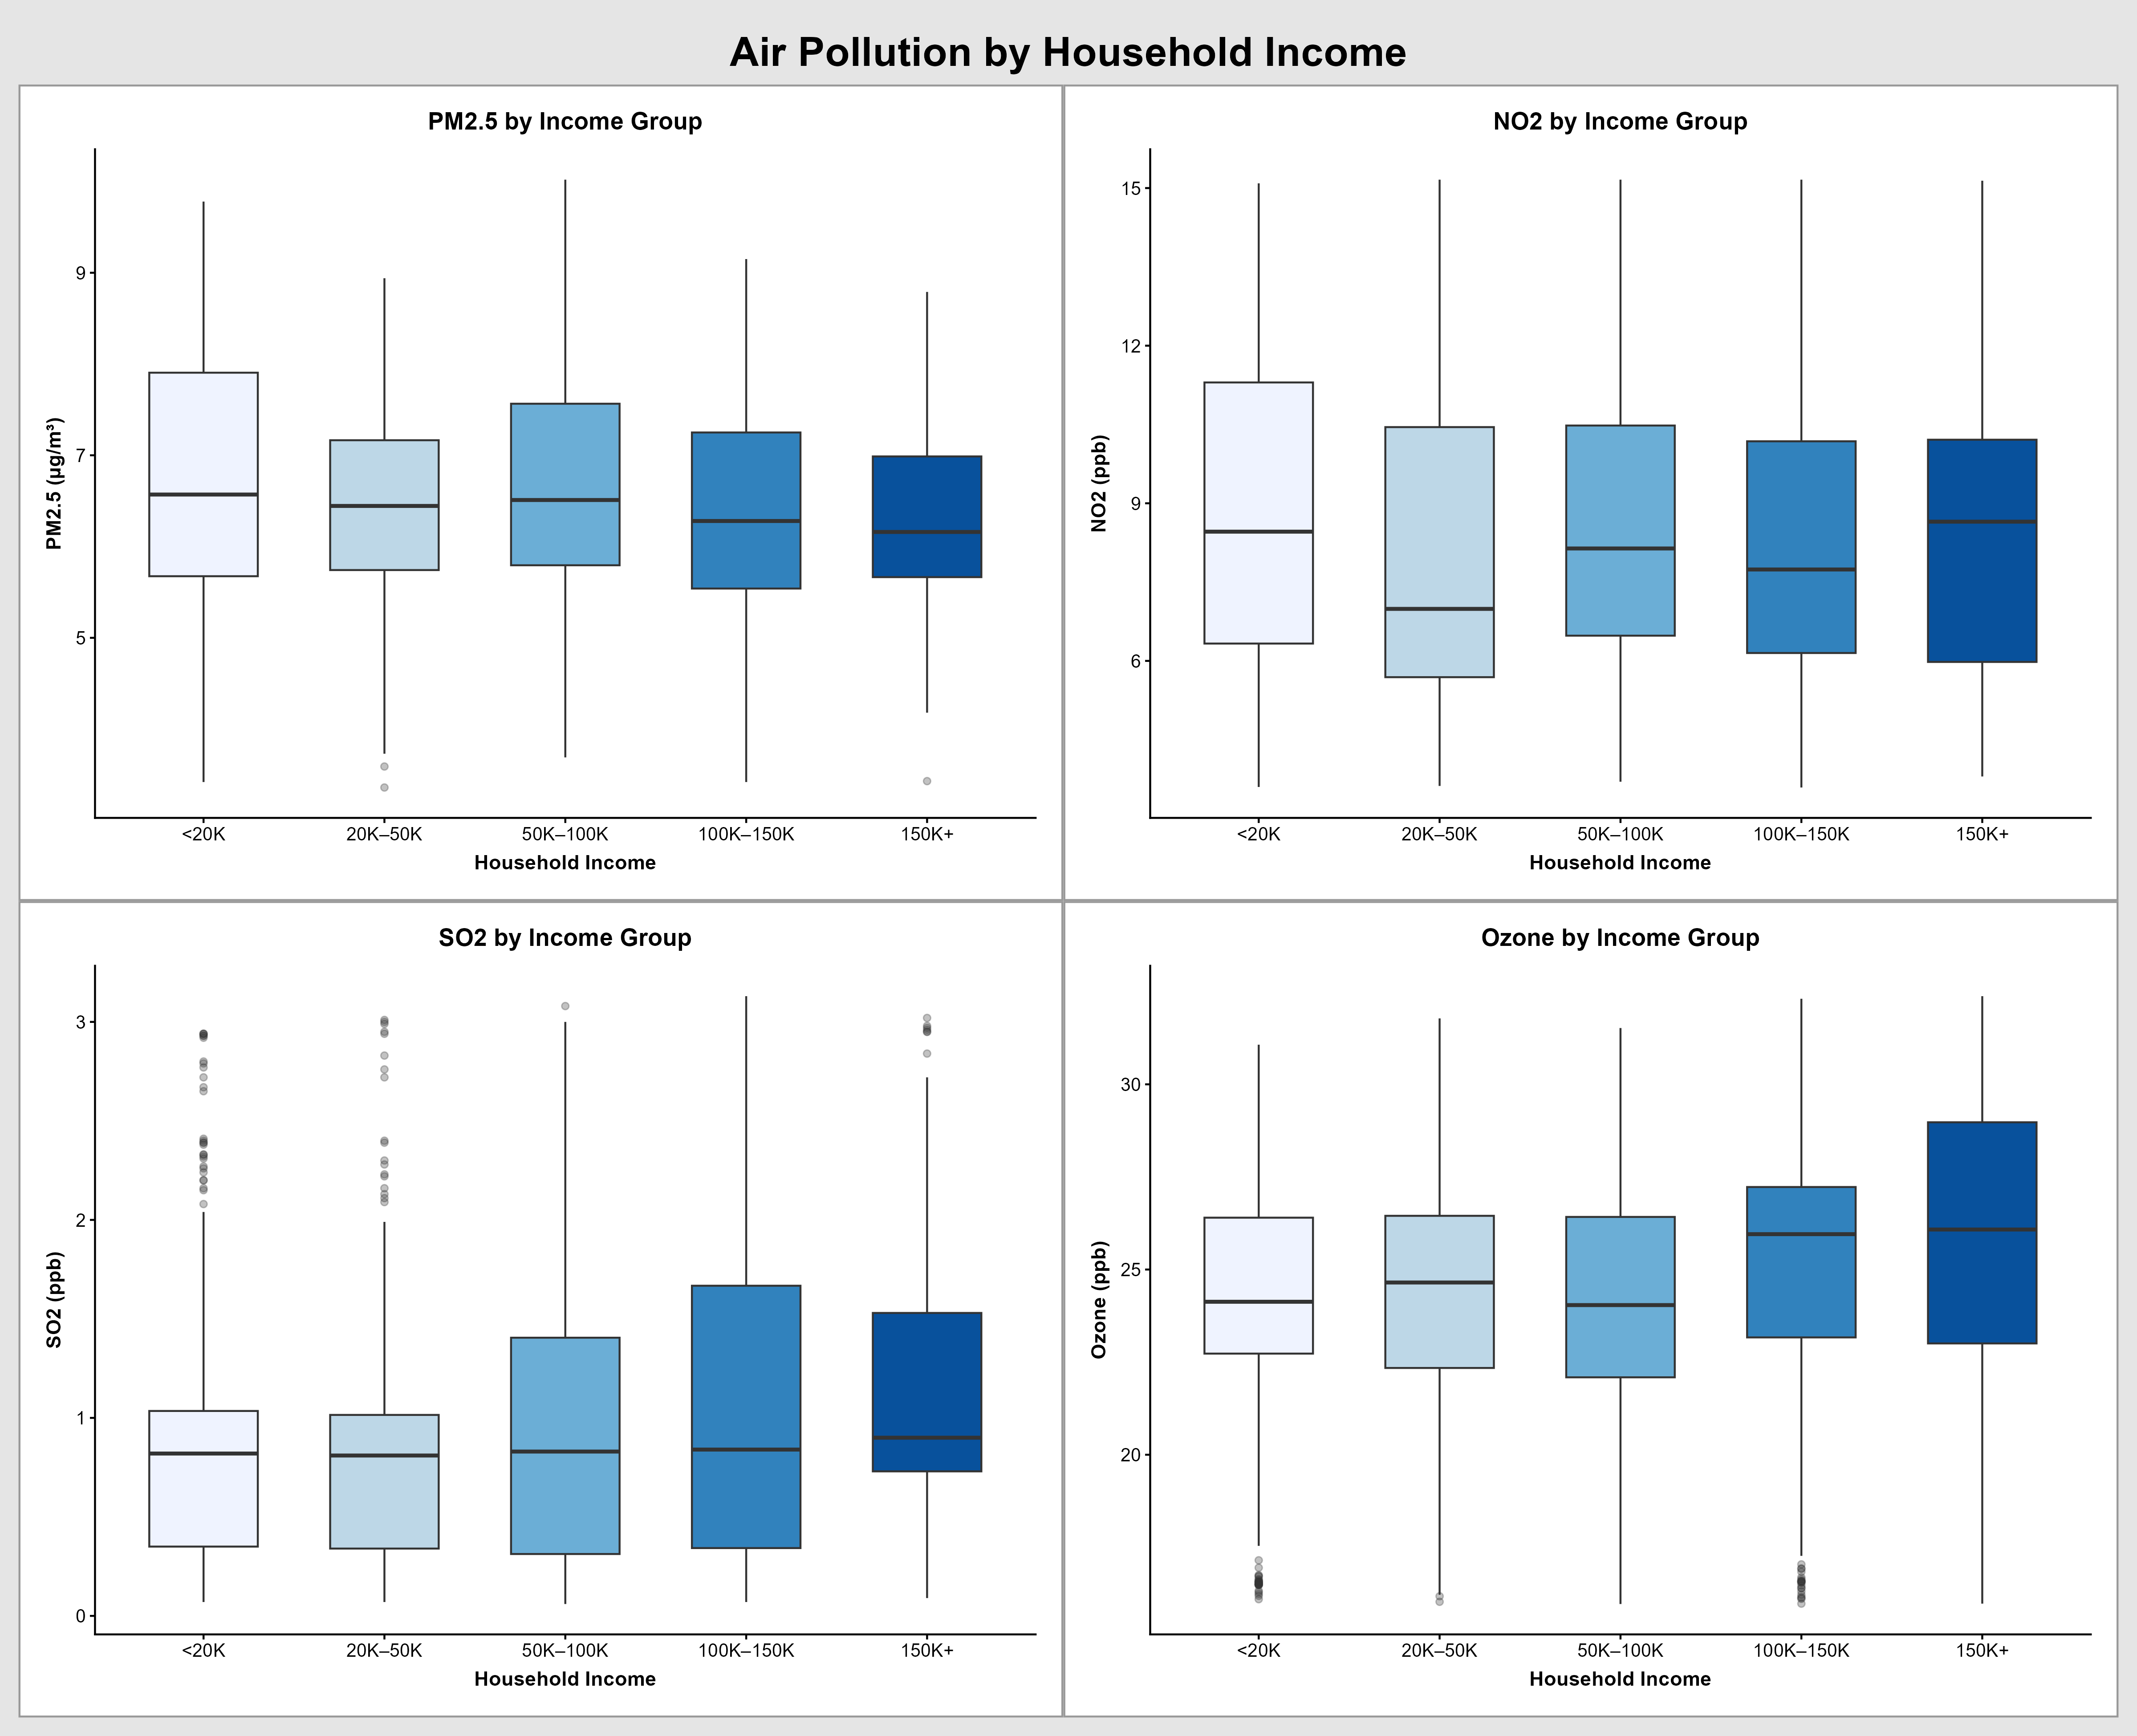 Air Pollution by Household Income
PM2.5 by Income Group
PM2.5 (µg/m³)
9
7
5
<20K 20K–50K 50K–100K 100K–150K 150K+
Household Income
NO2 by Income Group
NO2 (ppb)
15
12
9
6
<20K 20K–50K 50K–100K 100K–150K 150K+
Household Income
SO2 by Income Group
SO2 (ppb)
3
2
1
0
<20K 20K–50K 50K–100K 100K–150K 150K+
Household Income
Ozone by Income Group
Ozone (ppb)
30
25
20
<20K 20K–50K 50K–100K 100K–150K 150K+
Household Income